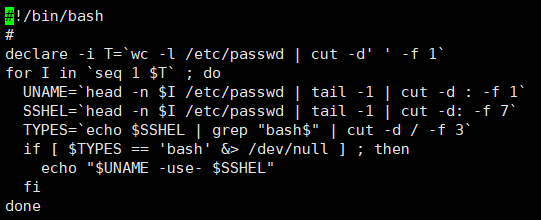 #!/bin/bash
#
declare -i T=`wc -l /etc/passwd | cut -d' ' -f 1`
for I in `seq 1 $T` ; do
  UNAME=`head -n $I /etc/passwd | tail -1 | cut -d : -f 1`
  SSHEL=`head -n $I /etc/passwd | tail -1 | cut -d: -f 7`
  TYPES=`echo $SSHEL | grep "bash$" | cut -d / -f 3`
  if [ $TYPES == 'bash' &> /dev/null ] ; then
    echo "$UNAME -use- $SSHEL"
  fi
done